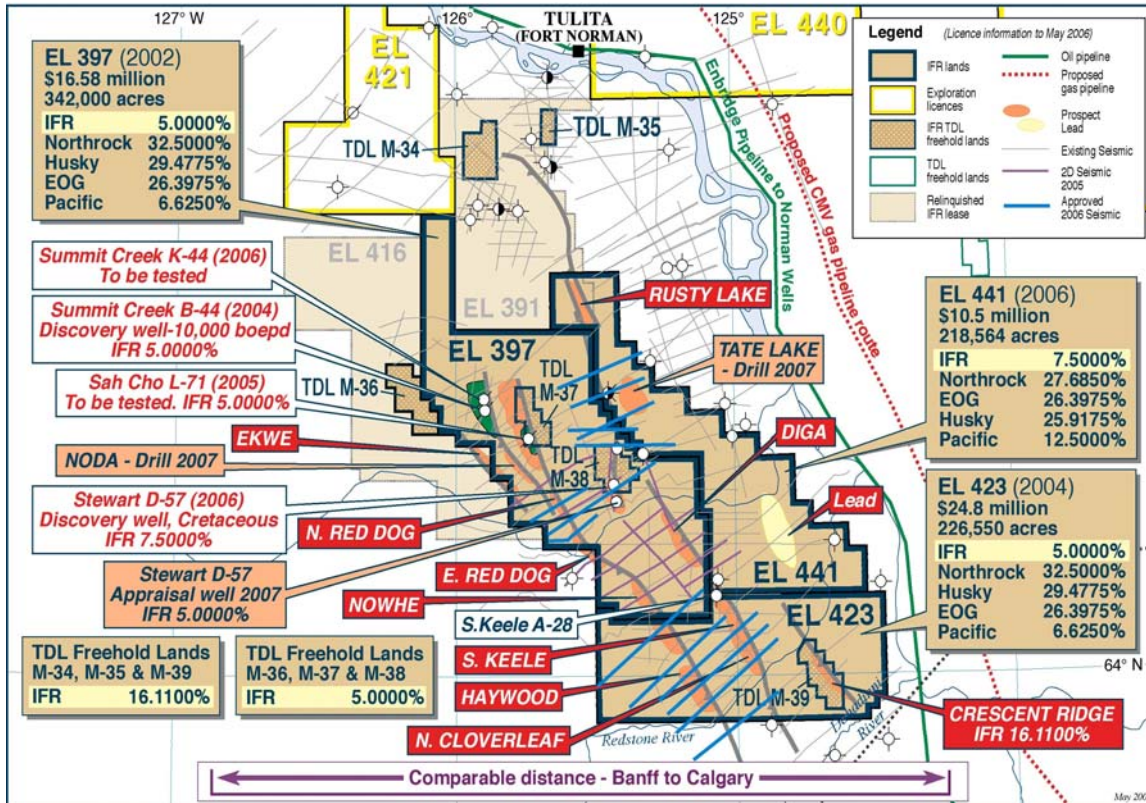 127° W
126°
125°
TULITA
(FORT NORMAN)
EL 440
EL
421
EL 397 (2002)
$16.58 million
342,000 acres
IFR 5.0000%
Northrock 32.5000%
Husky 29.4775%
EOG 26.3975%
Pacific 6.6250%
Legend (Licence information to May 2006)
IFR lands
Exploration
licences
IFR TDL
freehold lands
TDL
freehold lands
Relinquished
IFR lease
Oil pipeline
Proposed
gas pipeline
Prospect
Lead
Existing Seismic
2D Seismic
2005
Approved
2006 Seismic
TDL M-34
TDL M-35
Enbridge Pipeline to Norman Wells
Proposed CMV gas pipeline route
EL 416
EL 391
Summit Creek K-44 (2006)
To be tested
Summit Creek B-44 (2004)
Discovery well-10,000 boepd
IFR 5.0000%
Sah Cho L-71 (2005)
To be tested. IFR 5.0000%
EKWE
NODA - Drill 2007
Stewart D-57 (2006)
Discovery well, Cretaceous
IFR 7.5000%
Stewart D-57
Appraisal well 2007
IFR 5.0000%
TDL M-36
EL 397
TDL
M-37
TDL
M-38
RUSTY LAKE
TATE LAKE
- Drill 2007
DIGA
Lead
N. RED DOG
E. RED DOG
NOWHE
S.Keele A-28
S. KEELE
HAYWOOD
N. CLOVERLEAF
EL 441
EL 423
TDL M-39
EL 441 (2006)
$10.5 million
218,564 acres
IFR 7.5000%
Northrock 27.6850%
EOG 26.3975%
Husky 25.9175%
Pacific 12.5000%
EL 423 (2004)
$24.8 million
226,550 acres
IFR 5.0000%
Northrock 32.5000%
Husky 29.4775%
EOG 26.3975%
Pacific 6.6250%
64° N
CRESCENT RIDGE
IFR 16.1100%
TDL Freehold Lands
M-34, M-35 & M-39
IFR 16.1100%
TDL Freehold Lands
M-36, M-37 & M-38
IFR 5.0000%
Redstone River
River
Comparable distance - Banff to Calgary